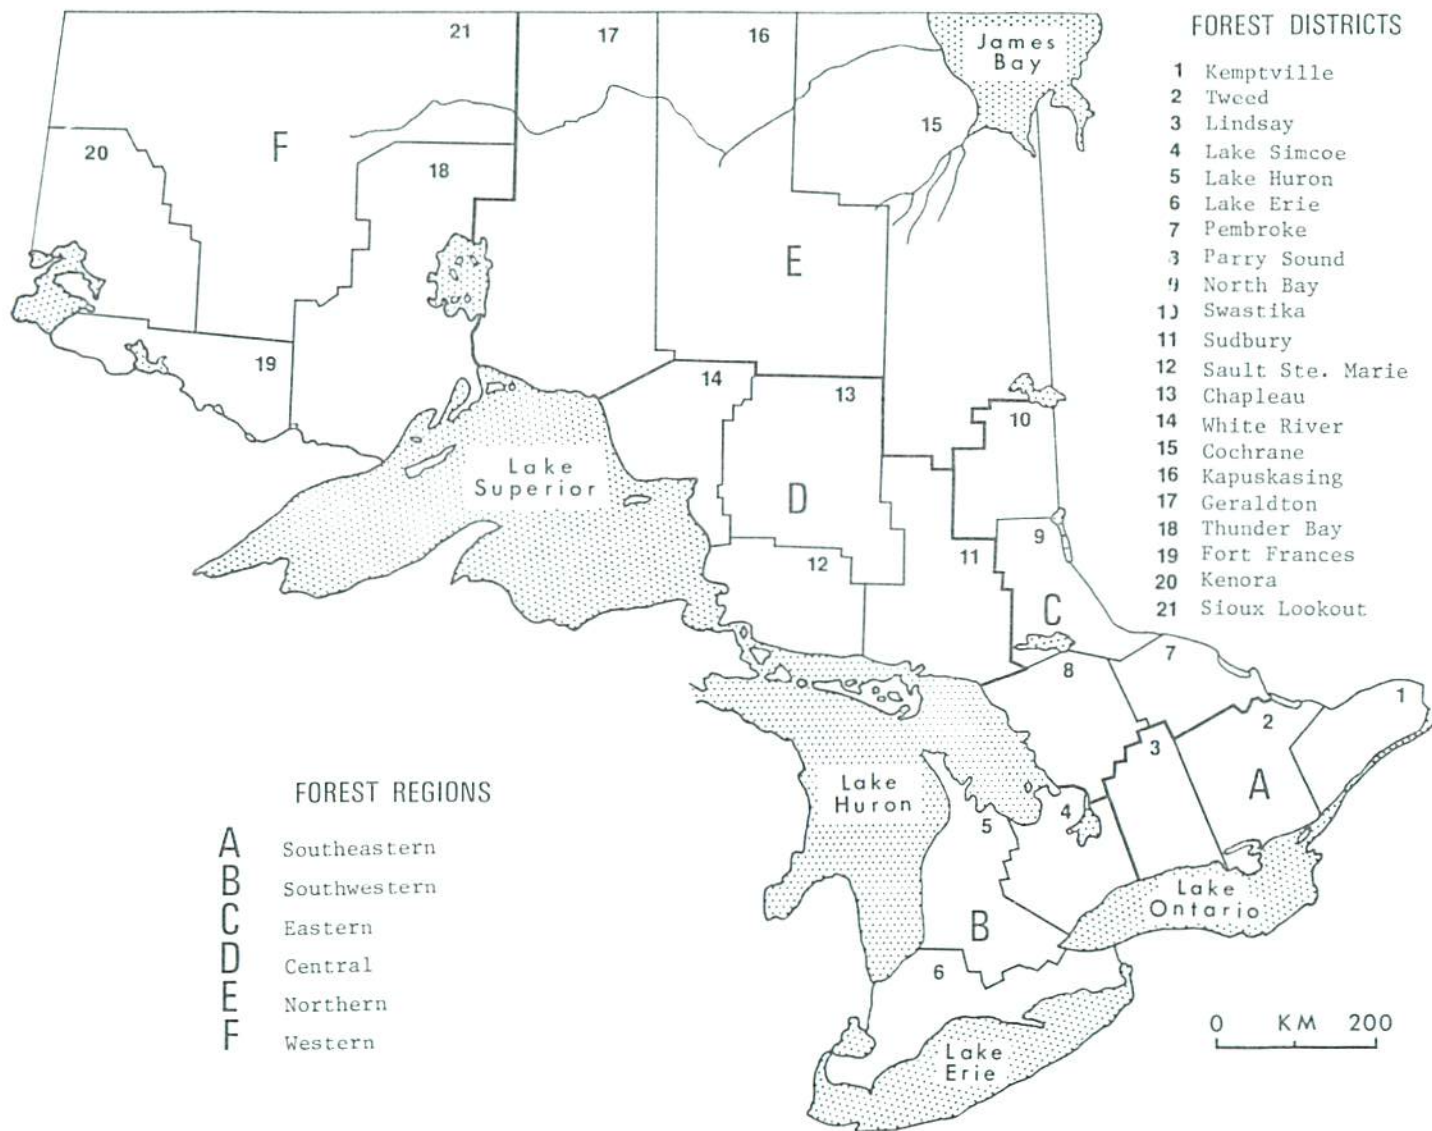 FOREST DISTRICTS
1 Kemptville
2 Tweed
3 Lindsay
4 Lake Simcoe
5 Lake Huron
6 Lake Erie
7 Pembroke
8 Parry Sound
9 North Bay
10 Swastika
11 Sudbury
12 Sault Ste. Marie
13 Chapleau
14 White River
15 Cochrane
16 Kapuskasing
17 Geraldton
18 Thunder Bay
19 Fort Frances
20 Kenora
21 Sioux Lookout
21
17
16
James
Bay
15
20
F
18
E
19
14
13
10
Lake
Superior
D
9
11
12
C
8
7
1
2
3
A
Lake
Huron
5
4
Lake
Ontario
B
6
Lake
Erie
FOREST REGIONS
A Southeastern
B Southwestern
C Eastern
D Central
E Northern
F Western
0 KM 200